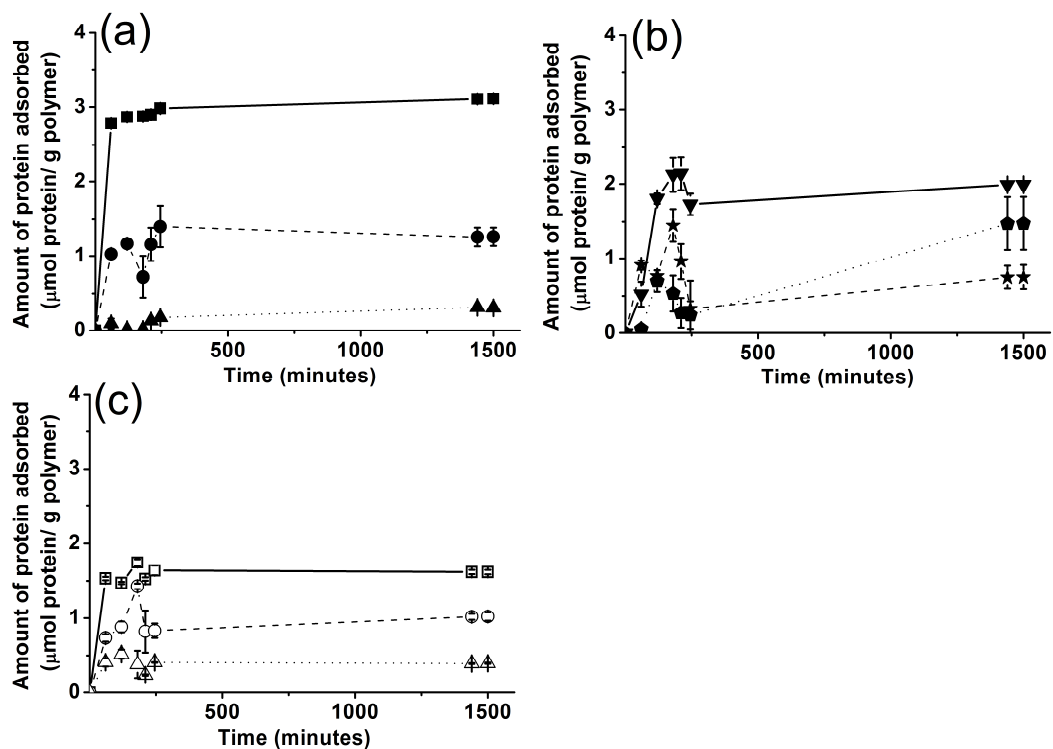 (a)
Amount of protein adsorbed
(µmol protein/ g polymer)
4
3
2
1
0
500
1000
1500
Time (minutes)
(b)
Amount of protein adsorbed
(µmol protein/ g polymer)
4
3
2
1
0
500
1000
1500
Time (minutes)
(c)
Amount of protein adsorbed
(µmol protein/ g polymer)
4
3
2
1
0
500
1000
1500
Time (minutes)